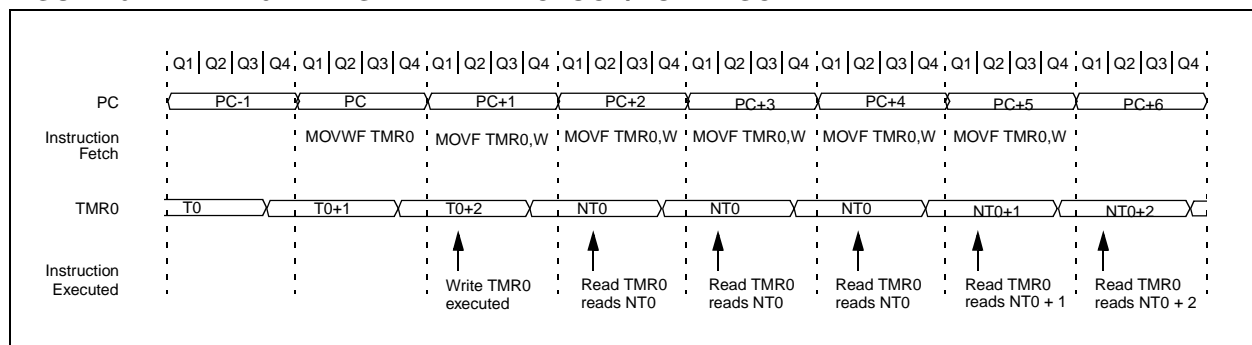 Q1 Q2 Q3 Q4 Q1 Q2 Q3 Q4 Q1 Q2 Q3 Q4 Q1 Q2 Q3 Q4 Q1 Q2 Q3 Q4 Q1 Q2 Q3 Q4 Q1 Q2 Q3 Q4 Q1 Q2 Q3 Q4
PC PC-1 PC PC+1 PC+2 PC+3 PC+4 PC+5 PC+6
Instruction MOVWF TMR0 MOVF TMR0,W MOVF TMR0,W MOVF TMR0,W MOVF TMR0,W MOVF TMR0,W
Fetch
TMR0 T0 T0+1 T0+2 NT0 NT0 NT0 NT0+1 NT0+2
Instruction Write TMR0 Read TMR0 Read TMR0 Read TMR0 Read TMR0 Read TMR0
Executed executed reads NT0 reads NT0 reads NT0 reads NT0 + 1 reads NT0 + 2